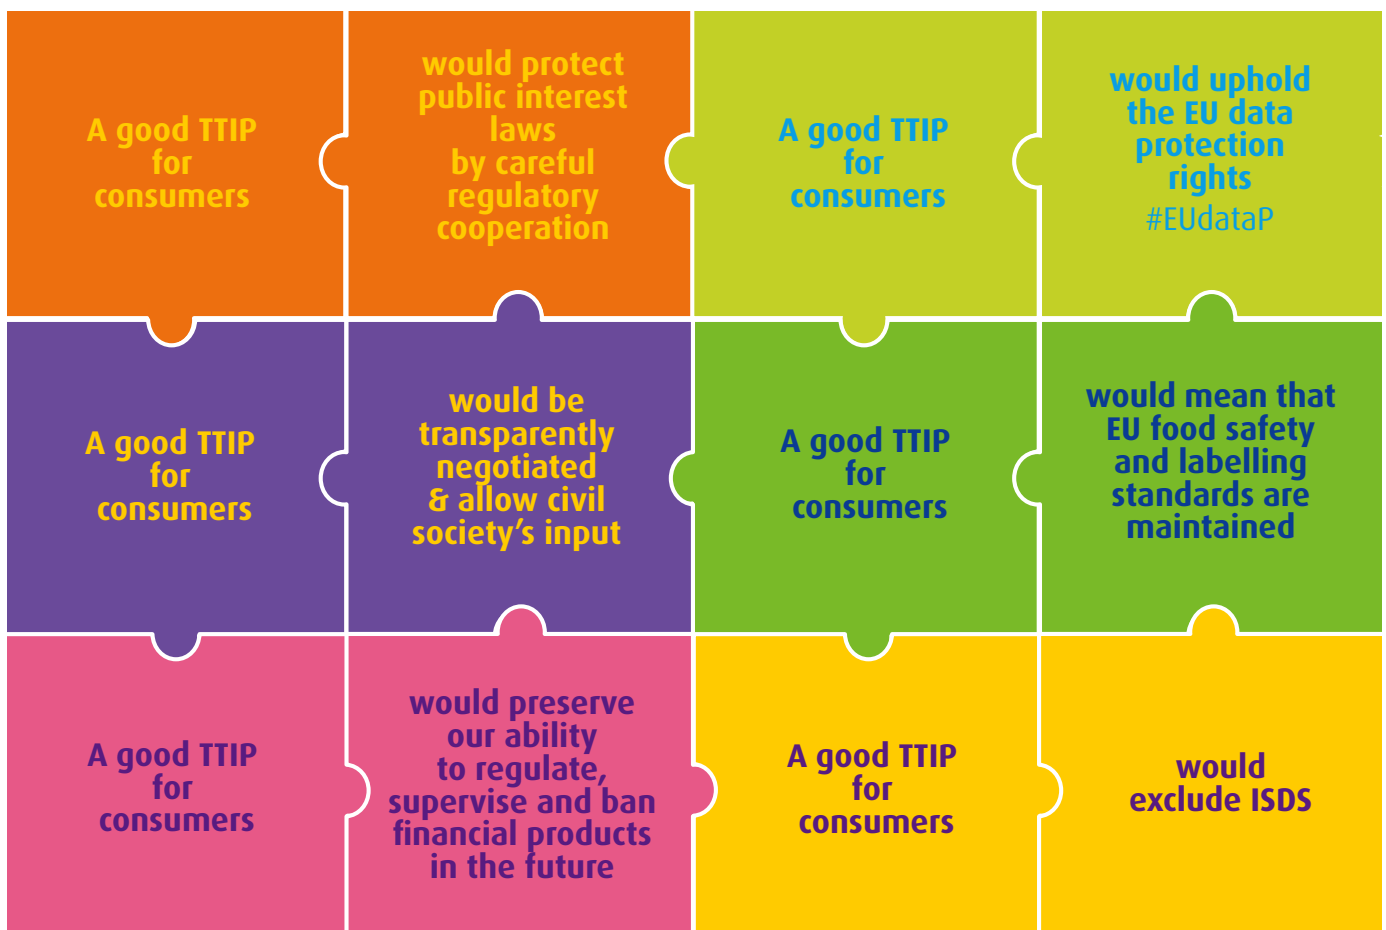 A good TTIP
for
consumers
would protect
public interest
laws
by careful
regulatory
cooperation
A good TTIP
for
consumers
would uphold
the EU data
protection
rights
#EUdataP
A good TTIP
for
consumers
would be
transparently
negotiated
& allow civil
society’s input
A good TTIP
for
consumers
would mean that
EU food safety
and labelling
standards are
maintained
A good TTIP
for
consumers
would preserve
our ability
to regulate,
supervise and ban
financial products
in the future
A good TTIP
for
consumers
would
exclude ISDS